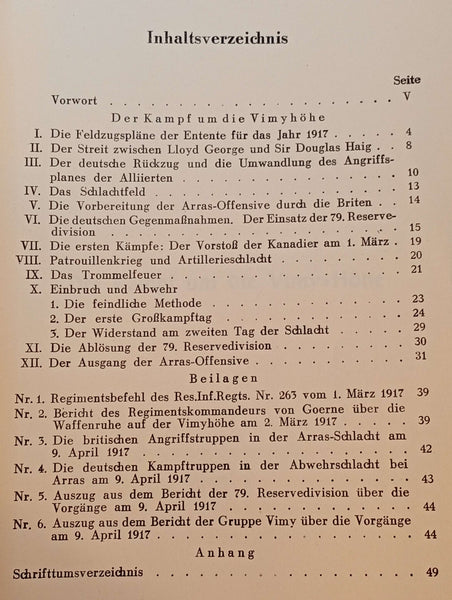 Inhaltsverzeichnis
Seite
Vorwort . . . . . . . . . . . . . . . . . . V
Der Kampf um die Vimyhöhe
I. Die Feldzugspläne der Entente für das Jahr 1917 . . . . . 4
II. Der Streit zwischen Lloyd George und Sir Douglas Haig . . 8
III. Der deutsche Rückzug und die Umwandlung des Angriffs-
planes der Alliierten . . . . . . . . . . . . . . 10
IV. Das Schlachtfeld . . . . . . . . . . . . . . . 13
V. Die Vorbereitung der Arras-Offensive durch die Briten . . 14
VI. Die deutschen Gegenmaßnahmen. Der Einsatz der 79. Reserve-
division . . . . . . . . . . . . . . . . . . 15
VII. Die ersten Kämpfe: Der Vorstoß der Kanadier am 1. März . 19
VIII. Patrouillenkrieg und Artillerieschlacht . . . . . . . . 20
IX. Das Trommelfeuer . . . . . . . . . . . . . . . 21
X. Einbruch und Abwehr
1. Die feindliche Methode . . . . . . . . . . . . . 23
2. Der erste Großkampftag . . . . . . . . . . . . . 24
3. Der Widerstand am zweiten Tag der Schlacht . . . . . 29
XI. Die Ablösung der 79. Reservedivision . . . . . . . . . 30
XII. Der Ausgang der Arras-Offensive . . . . . . . . . . 31
Beilagen
Nr. 1. Regimentsbefehl des Res.Inf.Regts. Nr. 263 vom 1. März 1917 39
Nr. 2. Bericht des Regimentskommandeurs von Goerne über die
Waffenruhe auf der Vimyhöhe am 2. März 1917 . . . . . 39
Nr. 3. Die britischen Angriffstruppen in der Arras-Schlacht am
9. April 1917 . . . . . . . . . . . . . . . . 42
Nr. 4. Die deutschen Kampftruppen in der Abwehrschlacht bei
Arras am 9. April 1917 . . . . . . . . . . . . . 43
Nr. 5. Auszug aus dem Bericht der 79. Reservedivision über die
Vorgänge am 9. April 1917 . . . . . . . . . . . . 44
Nr. 6. Auszug aus dem Bericht der Gruppe Vimy über die Vorgänge
am 9. April 1917 . . . . . . . . . . . . . . . 44
Anhang
Schrifttumsverzeichnis . . . . . . . . . . . . . . . 49